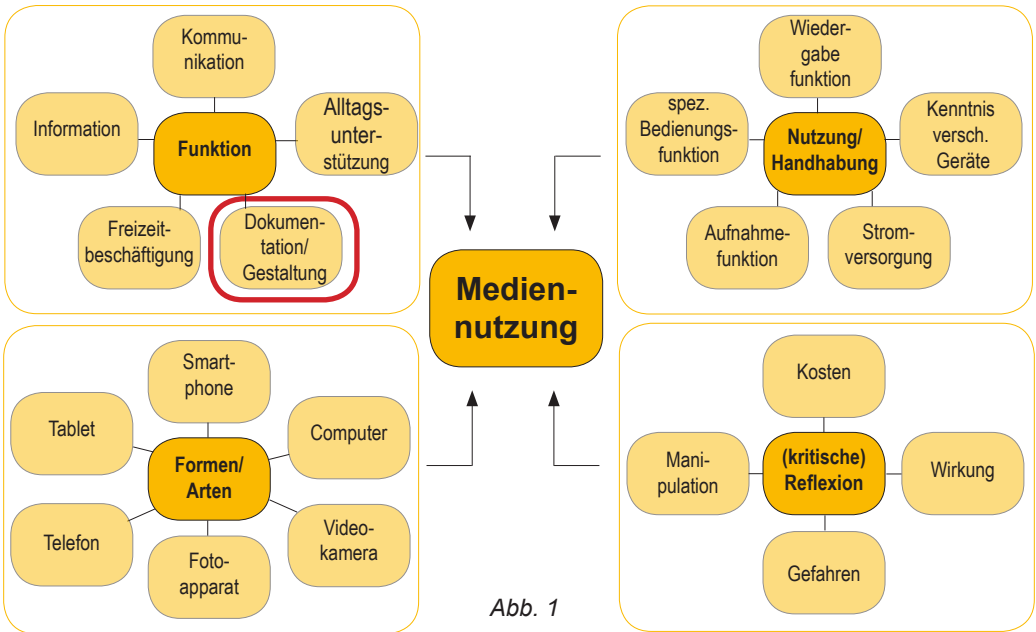 Kommu-
nikation
Information
Funktion
Alltags-
unter-
stützung
Freizeit-
beschäftigung
Dokumen-
tation/
Gestaltung
Wieder-
gabe
funktion
spez.
Bedienungs-
funktion
Nutzung/
Handhabung
Kenntnis
versch.
Geräte
Aufnahme-
funktion
Strom-
versorgung
Medien-
nutzung
Smart-
phone
Tablet
Computer
Formen/
Arten
Telefon
Foto-
apparat
Video-
kamera
Kosten
Mani-
pulation
(kritische)
Reflexion
Wirkung
Gefahren
Abb. 1